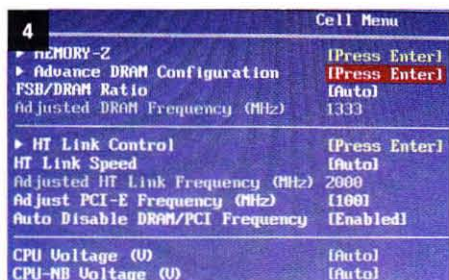 4
Cell Menu
▶ MEMORY-Z [Press Enter]
▶ Advance DRAM Configuration [Press Enter]
FSB/DRAM Ratio [Auto]
Adjusted DRAM Frequency (MHz) 1333
▶ HT Link Control [Press Enter]
HT Link Speed [Auto]
Adjusted HT Link Frequency (MHz) 2000
Adjust PCI-E Frequency (MHz) [100]
Auto Disable DRAM/PCI Frequency [Enabled]
CPU Voltage (V) [Auto]
CPU-NB Voltage (V) [Auto]